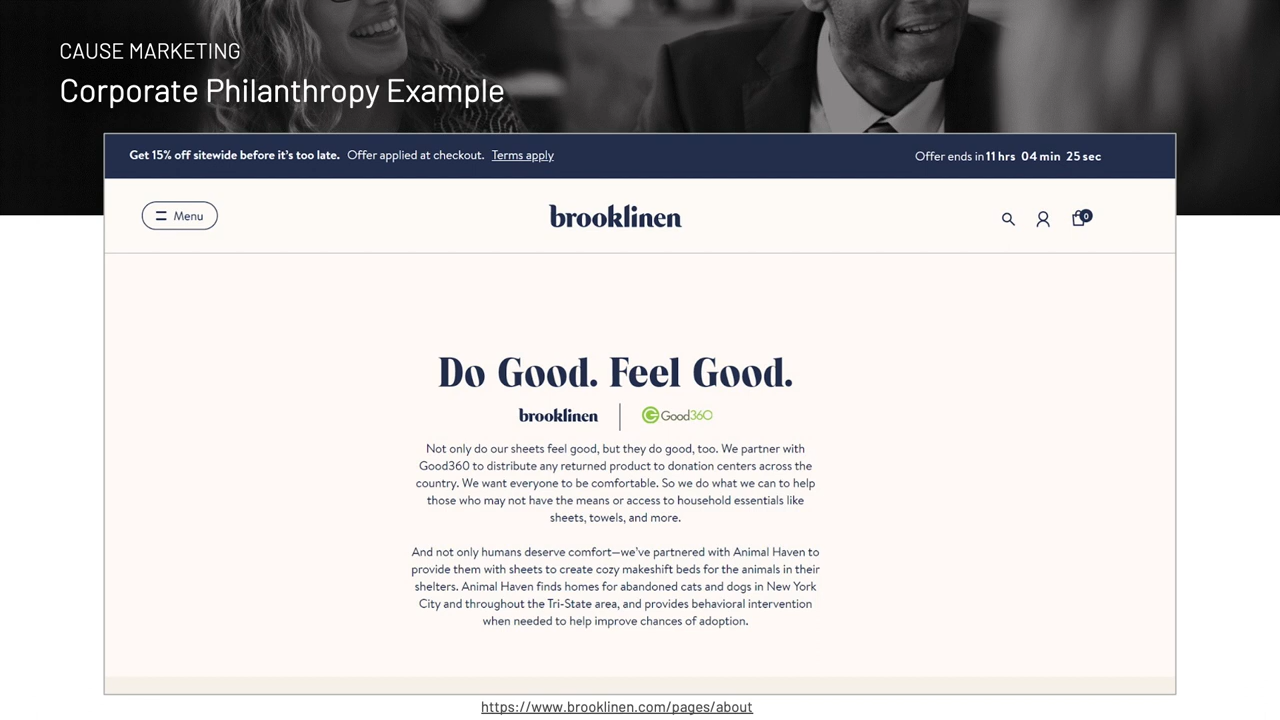 CAUSE MARKETING
Corporate Philanthropy Example
Get 15% off sitewide before it's too late. Offer applied at checkout. Terms apply
Offer ends in 11 hrs 04 min 25 sec
Menu
brooklinen
0
Do Good. Feel Good.
brooklinen | Good360
Not only do our sheets feel good, but they do good, too. We partner with
Good360 to distribute any returned product to donation centers across the
country. We want everyone to be comfortable. So we do what we can to help
those who may not have the means or access to household essentials like
sheets, towels, and more.
And not only humans deserve comfort—we've partnered with Animal Haven to
provide them with sheets to create cozy makeshift beds for the animals in their
shelters. Animal Haven finds homes for abandoned cats and dogs in New York
City and throughout the Tri-State area, and provides behavioral intervention
when needed to help improve chances of adoption.
https://www.brooklinen.com/pages/about